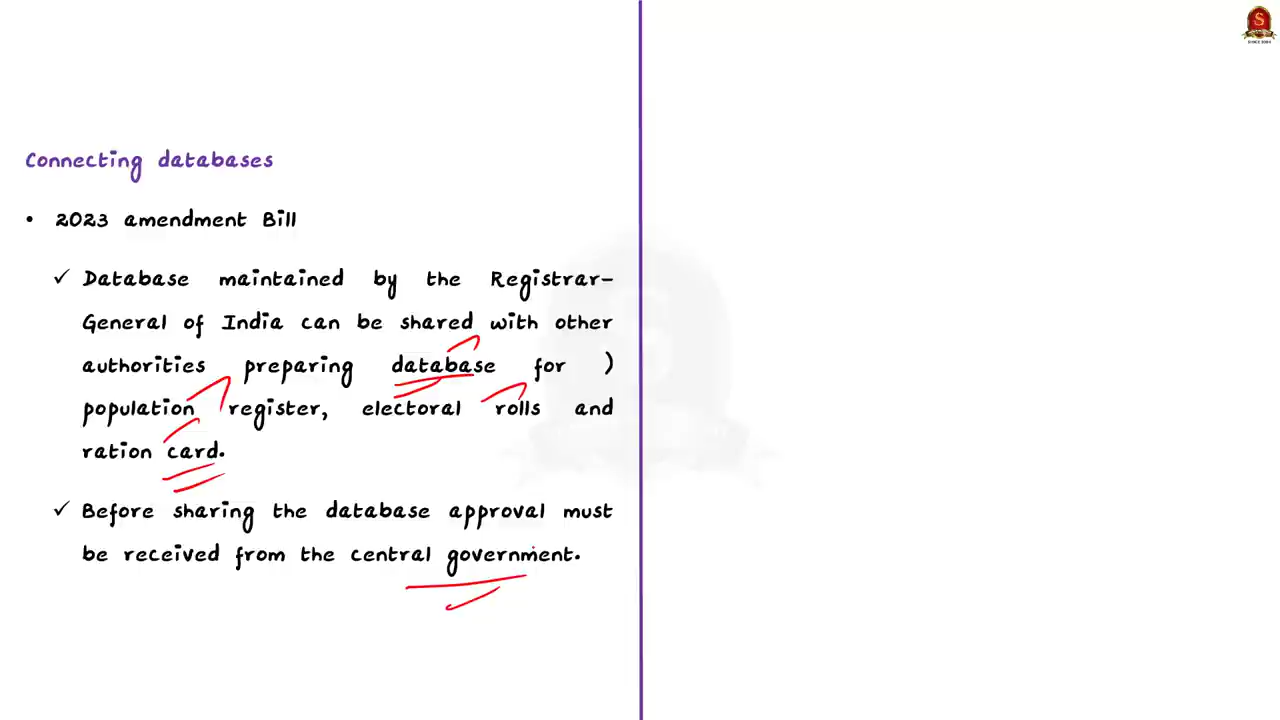 Connecting databases
• 2023 amendment Bill
✓ Database maintained by the Registrar-
General of India can be shared with other
authorities preparing database for )
population register, electoral rolls and
ration card.
✓ Before sharing the database approval must
be received from the central government.